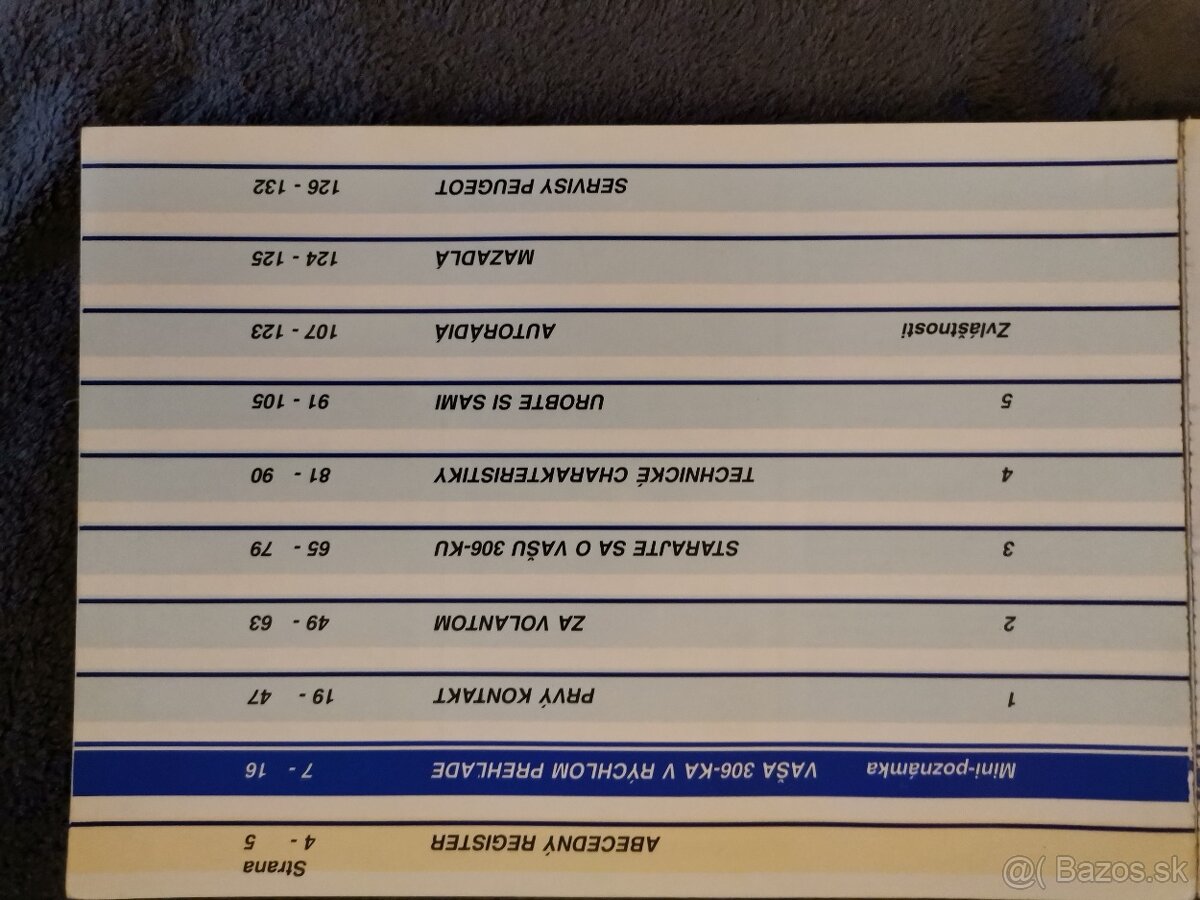 Strana
ABECEDNÝ REGISTER 4 - 5
Mini-poznámka VAŠA 306-KA V RÝCHLOM PREHLADE 7 - 16
1 PRVÝ KONTAKT 19 - 47
2 ZA VOLANTOM 49 - 63
3 STARAJTE SA O VAŠU 306-KU 65 - 79
4 TECHNICKÉ CHARAKTERISTIKY 81 - 90
5 UROBTE SI SAMI 91 - 105
Zvláštnosti AUTORÁDIÁ 107 - 123
MAZADLÁ 124 - 125
SERVISY PEUGEOT 126 - 132
@( Bazos.sk